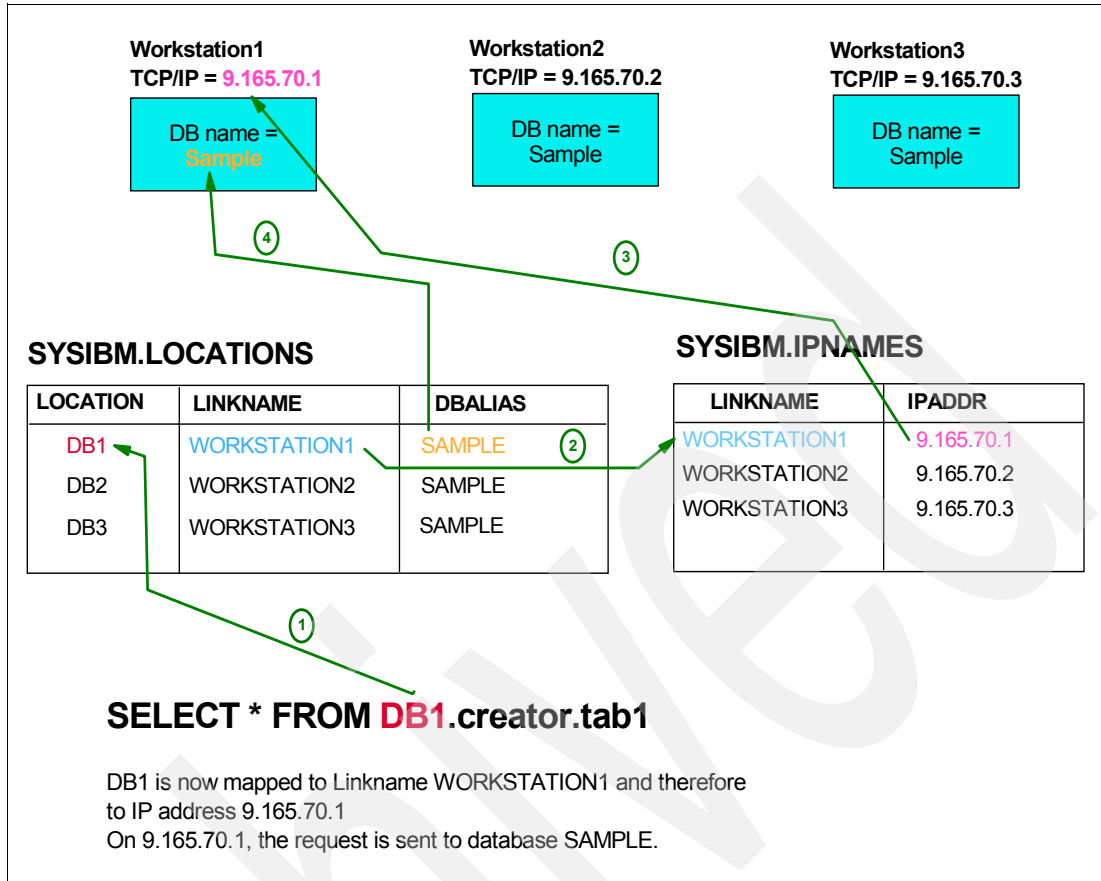 Workstation1
TCP/IP = 9.165.70.1
Workstation2
TCP/IP = 9.165.70.2
Workstation3
TCP/IP = 9.165.70.3
DB name =
Sample
DB name =
Sample
DB name =
Sample
4
3
SYSIBM.LOCATIONS
LOCATION LINKNAME DBALIAS
DB1 WORKSTATION1 SAMPLE
DB2 WORKSTATION2 SAMPLE
DB3 WORKSTATION3 SAMPLE
2
SYSIBM.IPNAMES
LINKNAME IPADDR
WORKSTATION1 9.165.70.1
WORKSTATION2 9.165.70.2
WORKSTATION3 9.165.70.3
1
SELECT * FROM DB1.creator.tab1
DB1 is now mapped to Linkname WORKSTATION1 and therefore
to IP address 9.165.70.1
On 9.165.70.1, the request is sent to database SAMPLE.
hived